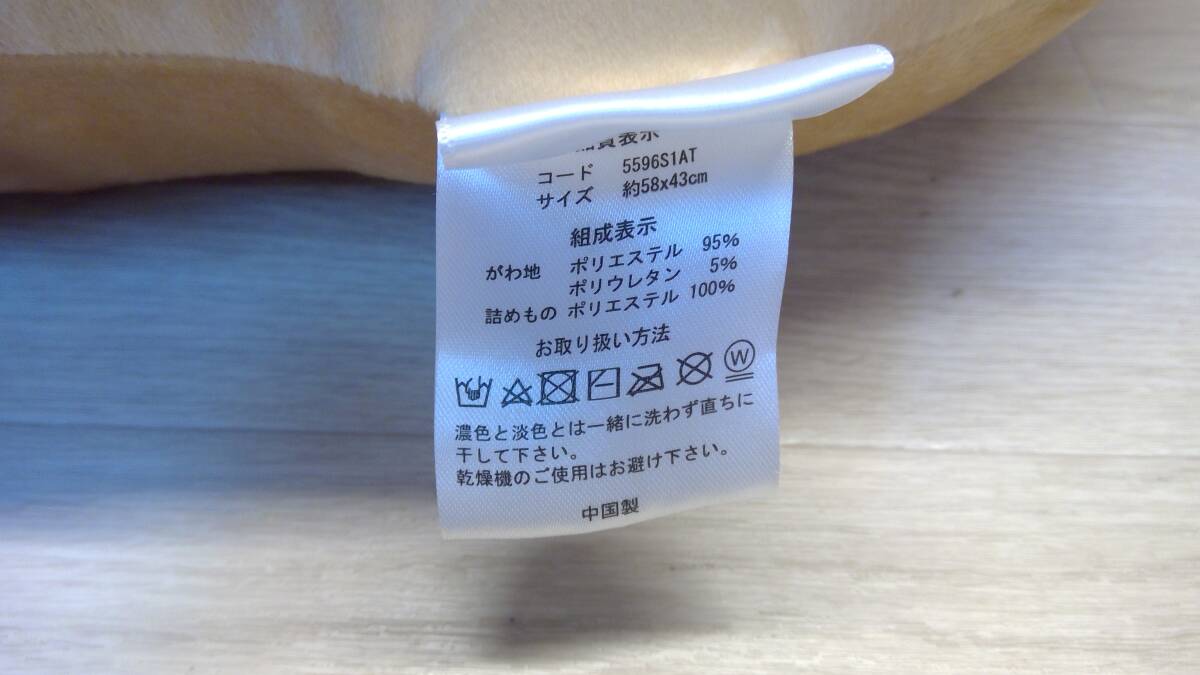 品質表示
コード 5596S1AT
サイズ 約58x43cm
組成表示
がわ地 ポリエステル 95%
ポリウレタン 5%
詰めもの ポリエステル 100%
お取り扱い方法
W
濃色と淡色とは一緒に洗わず直ちに
干して下さい。
乾燥機のご使用はお避け下さい。
中国製